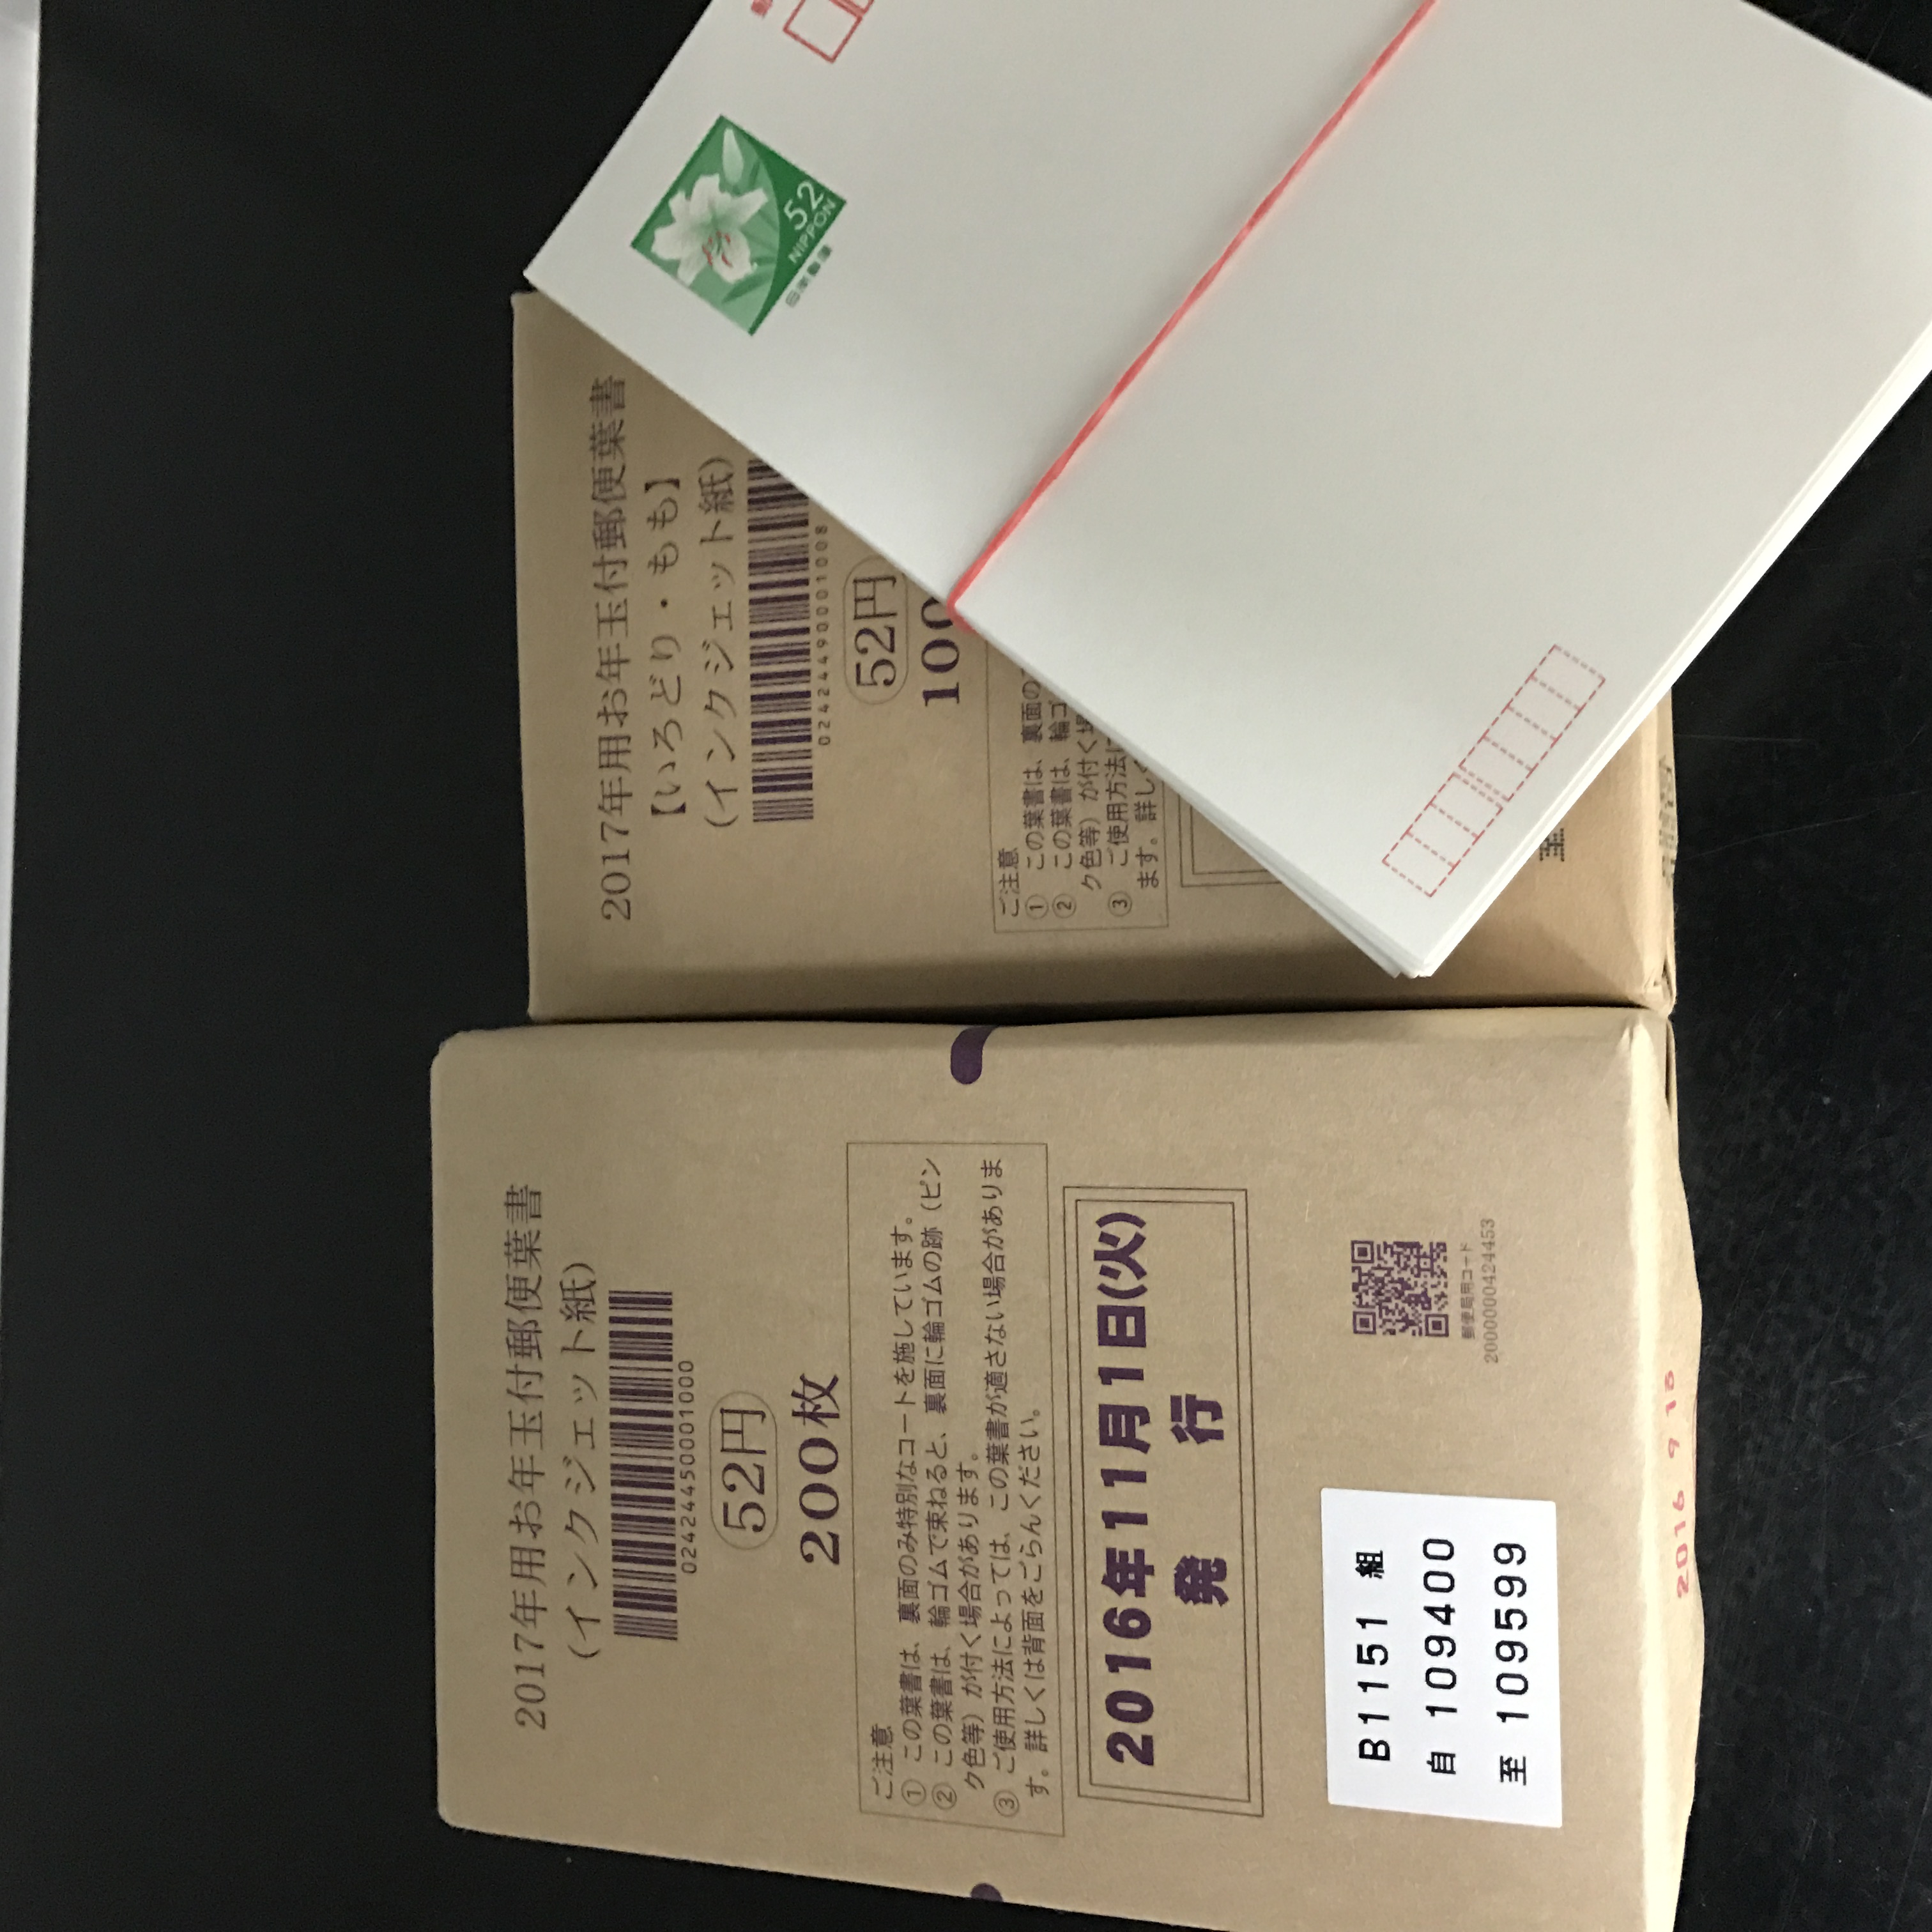 52
NIPPON
日本郵便
2017年用お年玉付郵便葉書
【いろどり・もも】
(インクジェット紙)
02424490001008
52円
100
ご注意
① この葉書は、裏面の
② この葉書は、輪ゴ
ク色等）が付く場
③ ご使用方法に
ます。詳しく
2017年用お年玉付郵便葉書
(インクジェット紙)
02424450001000
52円
200枚
ご注意
① この葉書は、裏面のみ特別なコートを施しています。
② この葉書は、輪ゴムで束ねると、裏面に輪ゴムの跡（ピン
ク色等）が付く場合があります。
③ ご使用方法によっては、この葉書が適さない場合がありま
す。詳しくは背面をごらんください。
2016年11月1日(火)
発行
郵便局用コード
2000000424453
B1151 組
自 109400
至 109599
2016 9 15